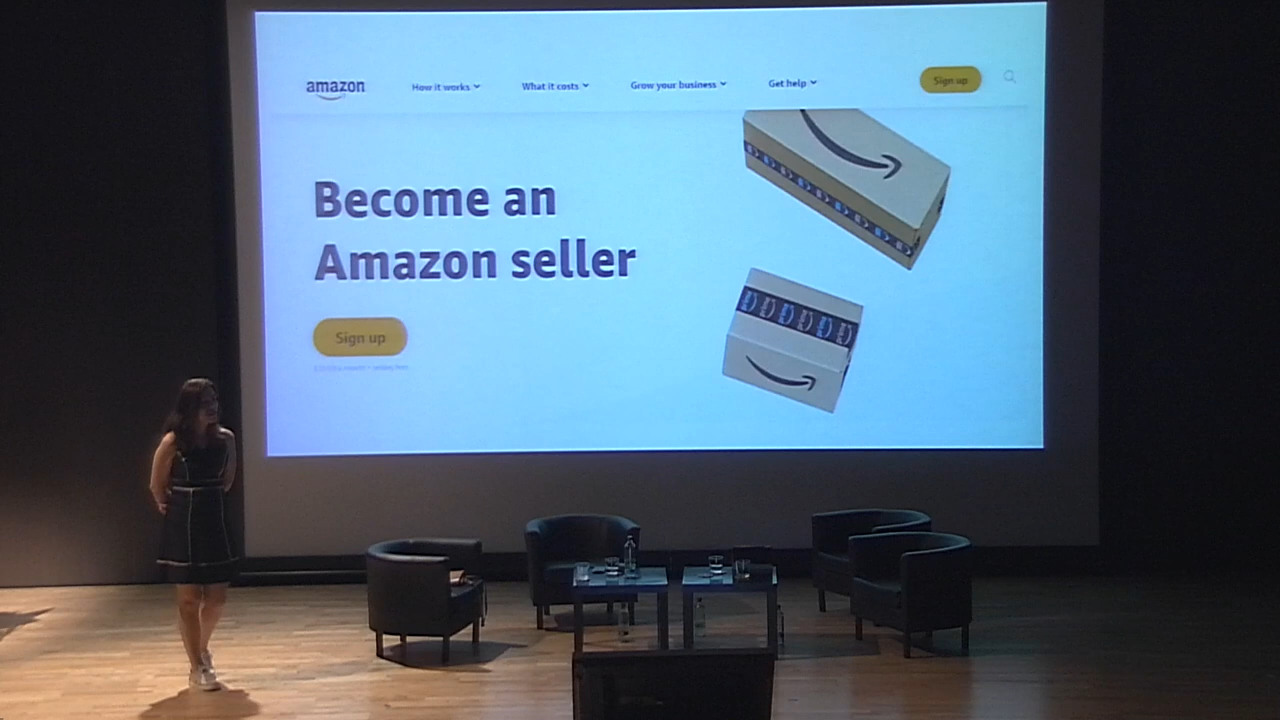 amazon
How it works
What it costs
Grow your business
Get help
Sign up
Become an
Amazon seller
Sign up